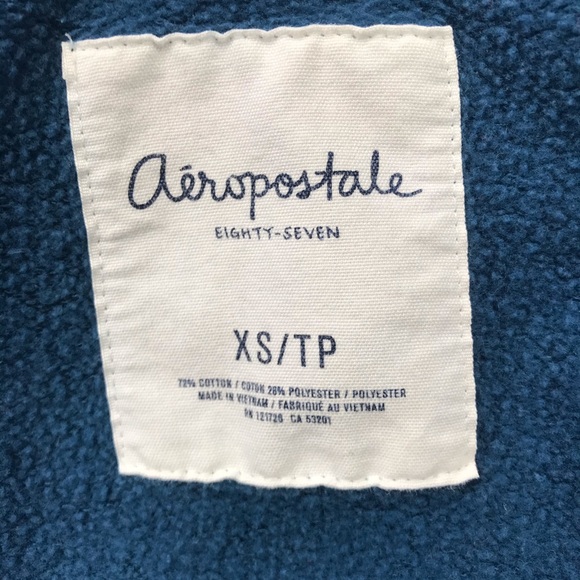 aéropostale
EIGHTY-SEVEN
XS/TP
72% COTTON / COTON 28% POLYESTER / POLYESTER
MADE IN VIETNAM / FABRIQUÉ AU VIETNAM
RN 121726 CA 53201